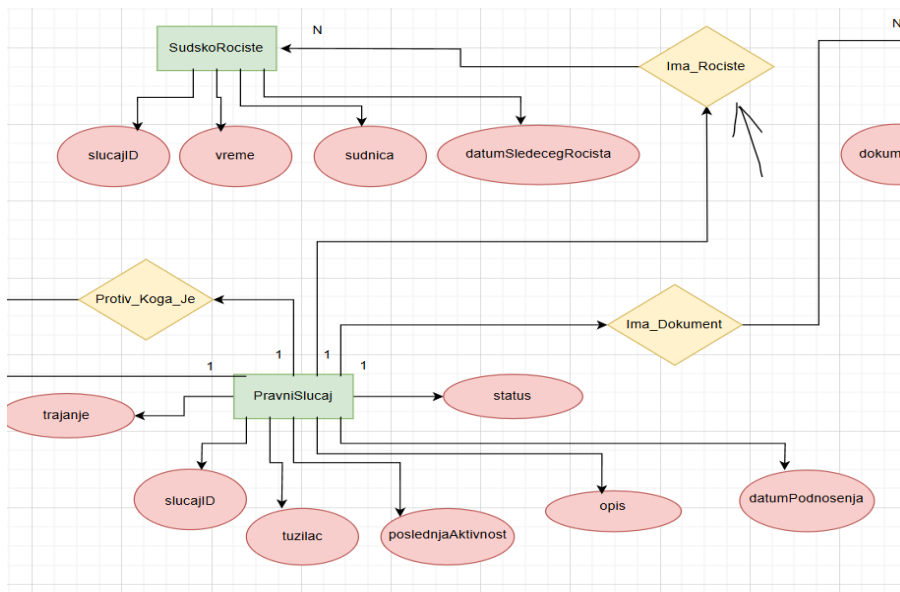 N
N
SudskoRociste
Ima_Rociste
slucajID
vreme
sudnica
datumSledecegRocista
dokum
Protiv_Koga_Je
Ima_Dokument
1
1
1
1
PravniSlucaj
status
trajanje
slucajID
tuzilac
poslednjaAktivnost
opis
datumPodnosenja